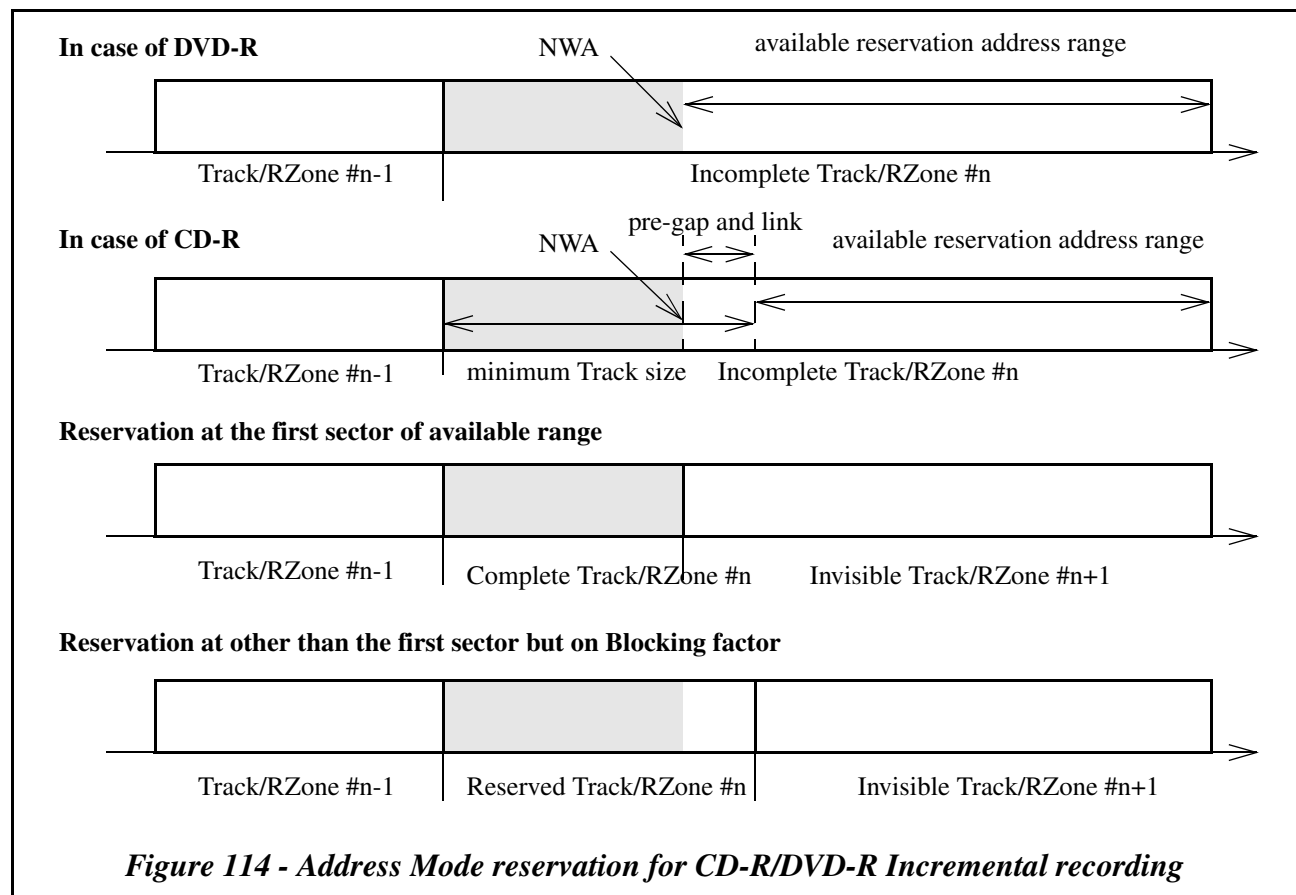 In case of DVD-R
NWA
available reservation address range
Track/RZone #n-1
Incomplete Track/RZone #n
In case of CD-R
NWA
pre-gap and link
available reservation address range
Track/RZone #n-1
minimum Track size
Incomplete Track/RZone #n
Reservation at the first sector of available range
Track/RZone #n-1
Complete Track/RZone #n
Invisible Track/RZone #n+1
Reservation at other than the first sector but on Blocking factor
Track/RZone #n-1
Reserved Track/RZone #n
Invisible Track/RZone #n+1
Figure 114 - Address Mode reservation for CD-R/DVD-R Incremental recording